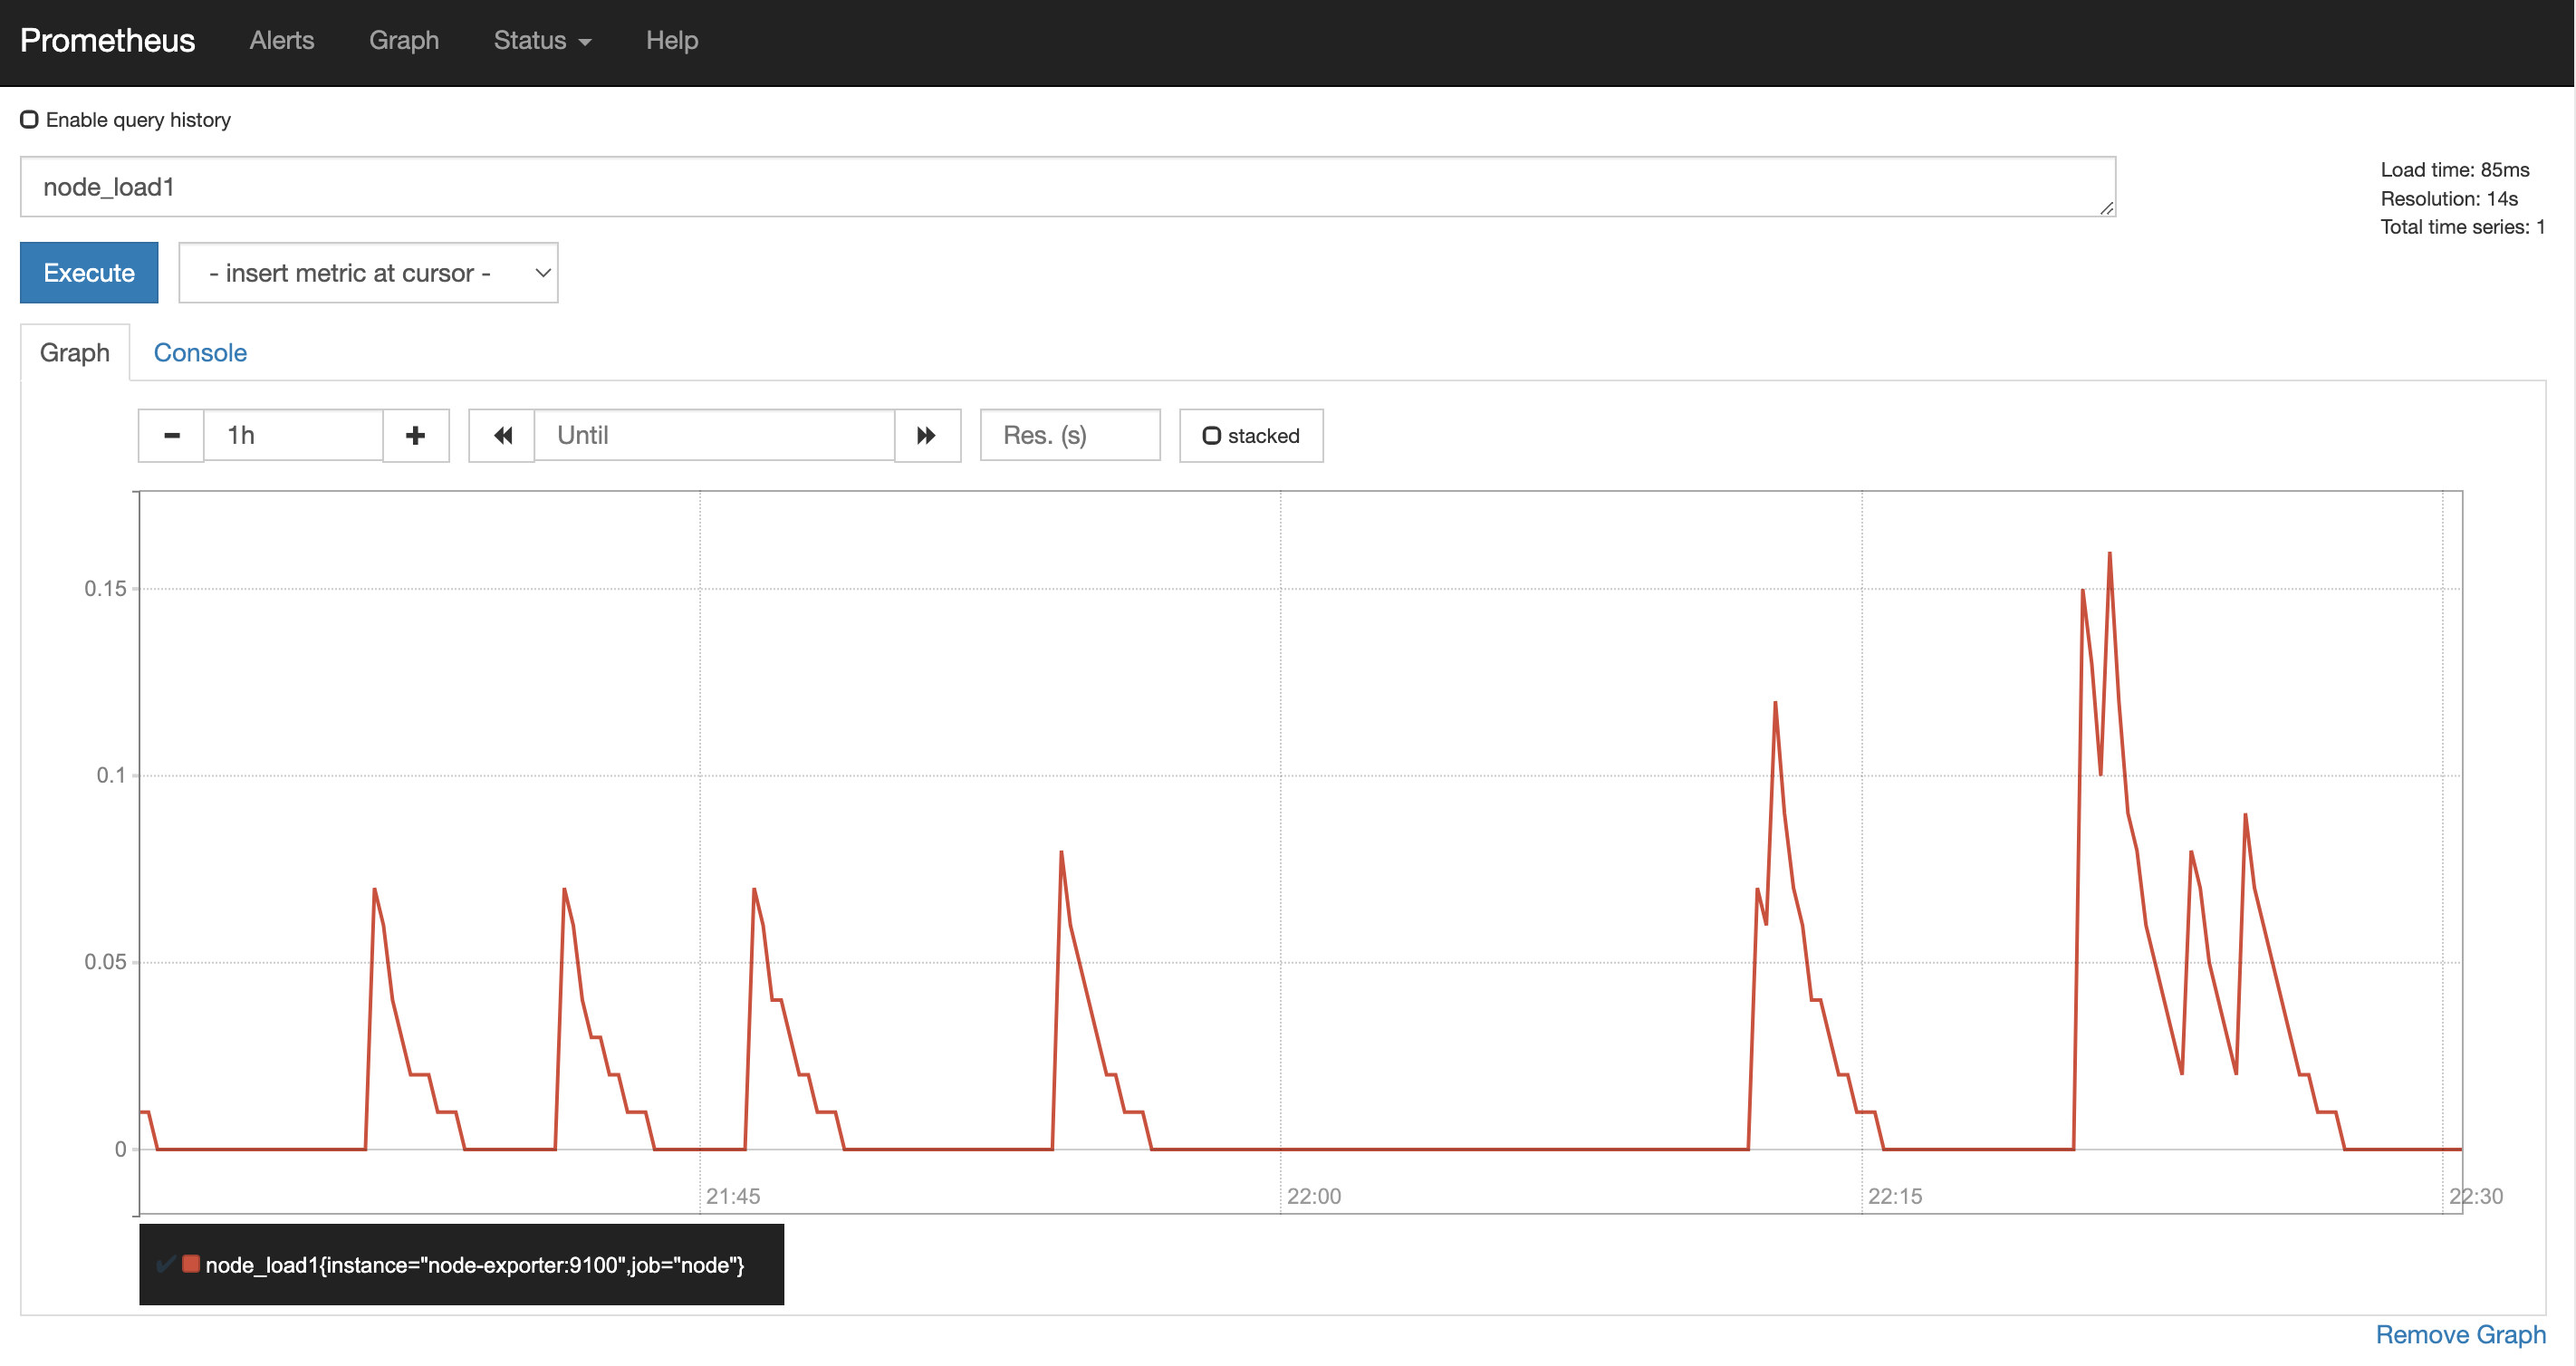 Prometheus Alerts Graph Status Help
Enable query history
node_load1
Load time: 85ms
Resolution: 14s
Total time series: 1
Execute - insert metric at cursor -
Graph Console
1h Until Res. (s) stacked
0.15
0.1
0.05
0
21:45 22:00 22:15 22:30
node_load1{instance="node-exporter:9100",job="node"}
Remove Graph